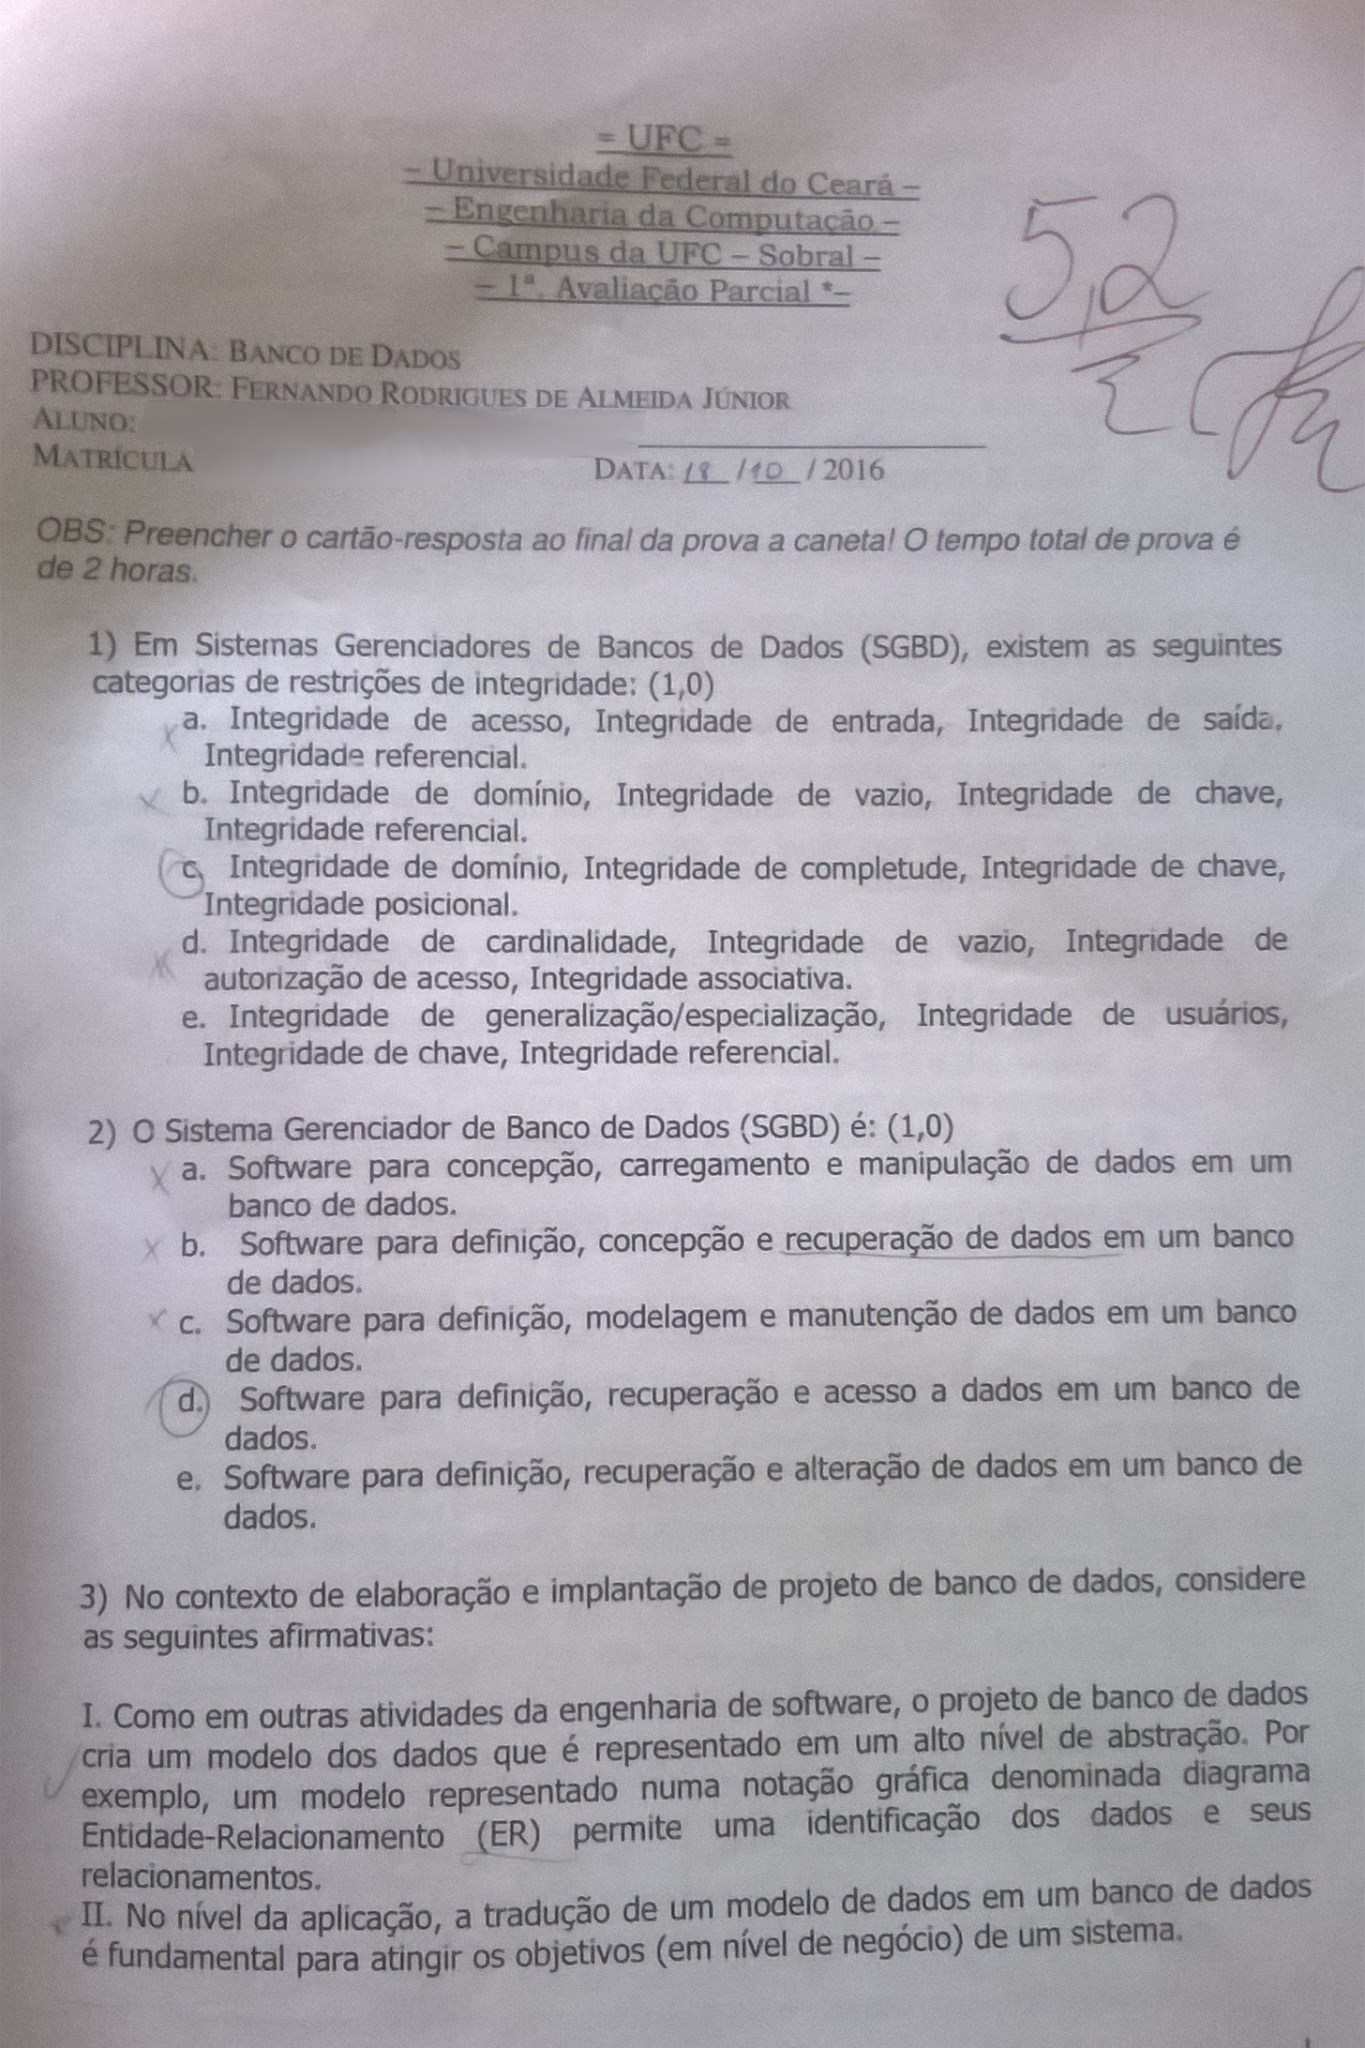 = UFC =
– Universidade Federal do Ceará –
– Engenharia da Computação –
– Campus da UFC – Sobral –
– 1ª. Avaliação Parcial *–
5,2
DISCIPLINA: BANCO DE DADOS
PROFESSOR: FERNANDO RODRIGUES DE ALMEIDA JÚNIOR
ALUNO:
MATRÍCULA
DATA: 18 / 10 / 2016
OBS: Preencher o cartão-resposta ao final da prova a caneta! O tempo total de prova é
de 2 horas.
1) Em Sistemas Gerenciadores de Bancos de Dados (SGBD), existem as seguintes
categorias de restrições de integridade: (1,0)
a. Integridade de acesso, Integridade de entrada, Integridade de saída,
Integridade referencial.
b. Integridade de domínio, Integridade de vazio, Integridade de chave,
Integridade referencial.
c. Integridade de domínio, Integridade de completude, Integridade de chave,
Integridade posicional.
d. Integridade de cardinalidade, Integridade de vazio, Integridade de
autorização de acesso, Integridade associativa.
e. Integridade de generalização/especialização, Integridade de usuários,
Integridade de chave, Integridade referencial.
2) O Sistema Gerenciador de Banco de Dados (SGBD) é: (1,0)
a. Software para concepção, carregamento e manipulação de dados em um
banco de dados.
b. Software para definição, concepção e recuperação de dados em um banco
de dados.
c. Software para definição, modelagem e manutenção de dados em um banco
de dados.
d. Software para definição, recuperação e acesso a dados em um banco de
dados.
e. Software para definição, recuperação e alteração de dados em um banco de
dados.
3) No contexto de elaboração e implantação de projeto de banco de dados, considere
as seguintes afirmativas:
I. Como em outras atividades da engenharia de software, o projeto de banco de dados
cria um modelo dos dados que é representado em um alto nível de abstração. Por
exemplo, um modelo representado numa notação gráfica denominada diagrama
Entidade-Relacionamento (ER) permite uma identificação dos dados e seus
relacionamentos.
II. No nível da aplicação, a tradução de um modelo de dados em um banco de dados
é fundamental para atingir os objetivos (em nível de negócio) de um sistema.